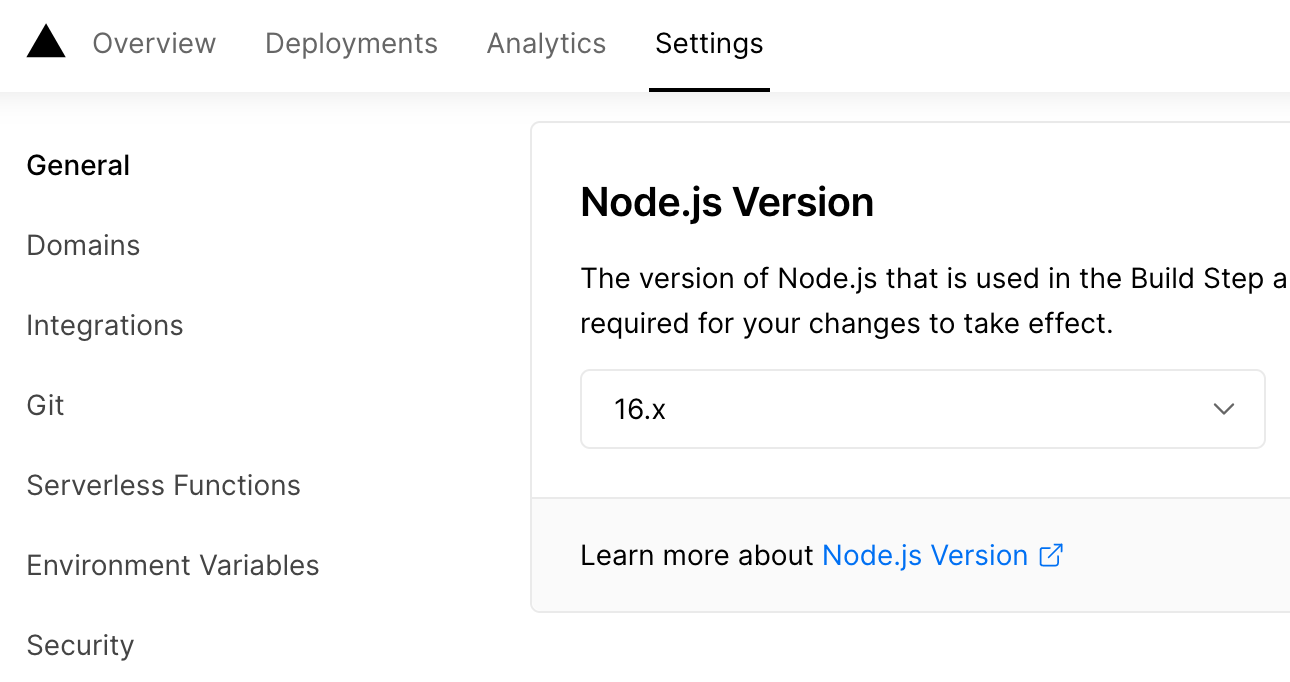 Overview Deployments Analytics Settings
General
Domains
Integrations
Git
Serverless Functions
Environment Variables
Security
Node.js Version
The version of Node.js that is used in the Build Step a
required for your changes to take effect.
16.x
Learn more about Node.js Version